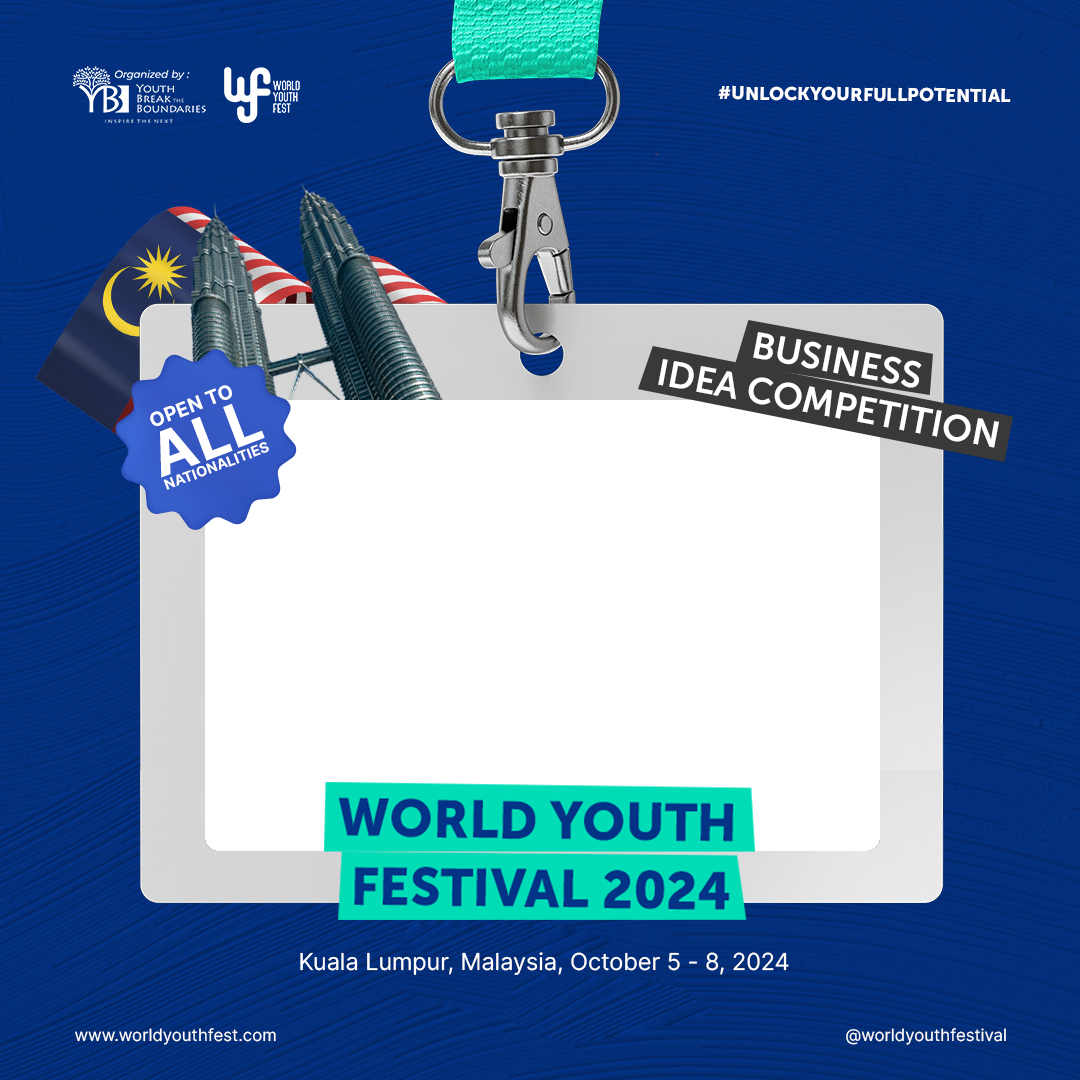 Organized by :
YBI
YOUTH
BREAK THE
BOUNDARIES
INSPIRE THE NEXT
WORLD
YOUTH
FEST
#UNLOCKYOURFULLPOTENTIAL
BUSINESS
IDEA COMPETITION
OPEN TO
ALL
NATIONALITIES
WORLD YOUTH
FESTIVAL 2024
Kuala Lumpur, Malaysia, October 5 - 8, 2024
www.worldyouthfest.com
@worldyouthfestival